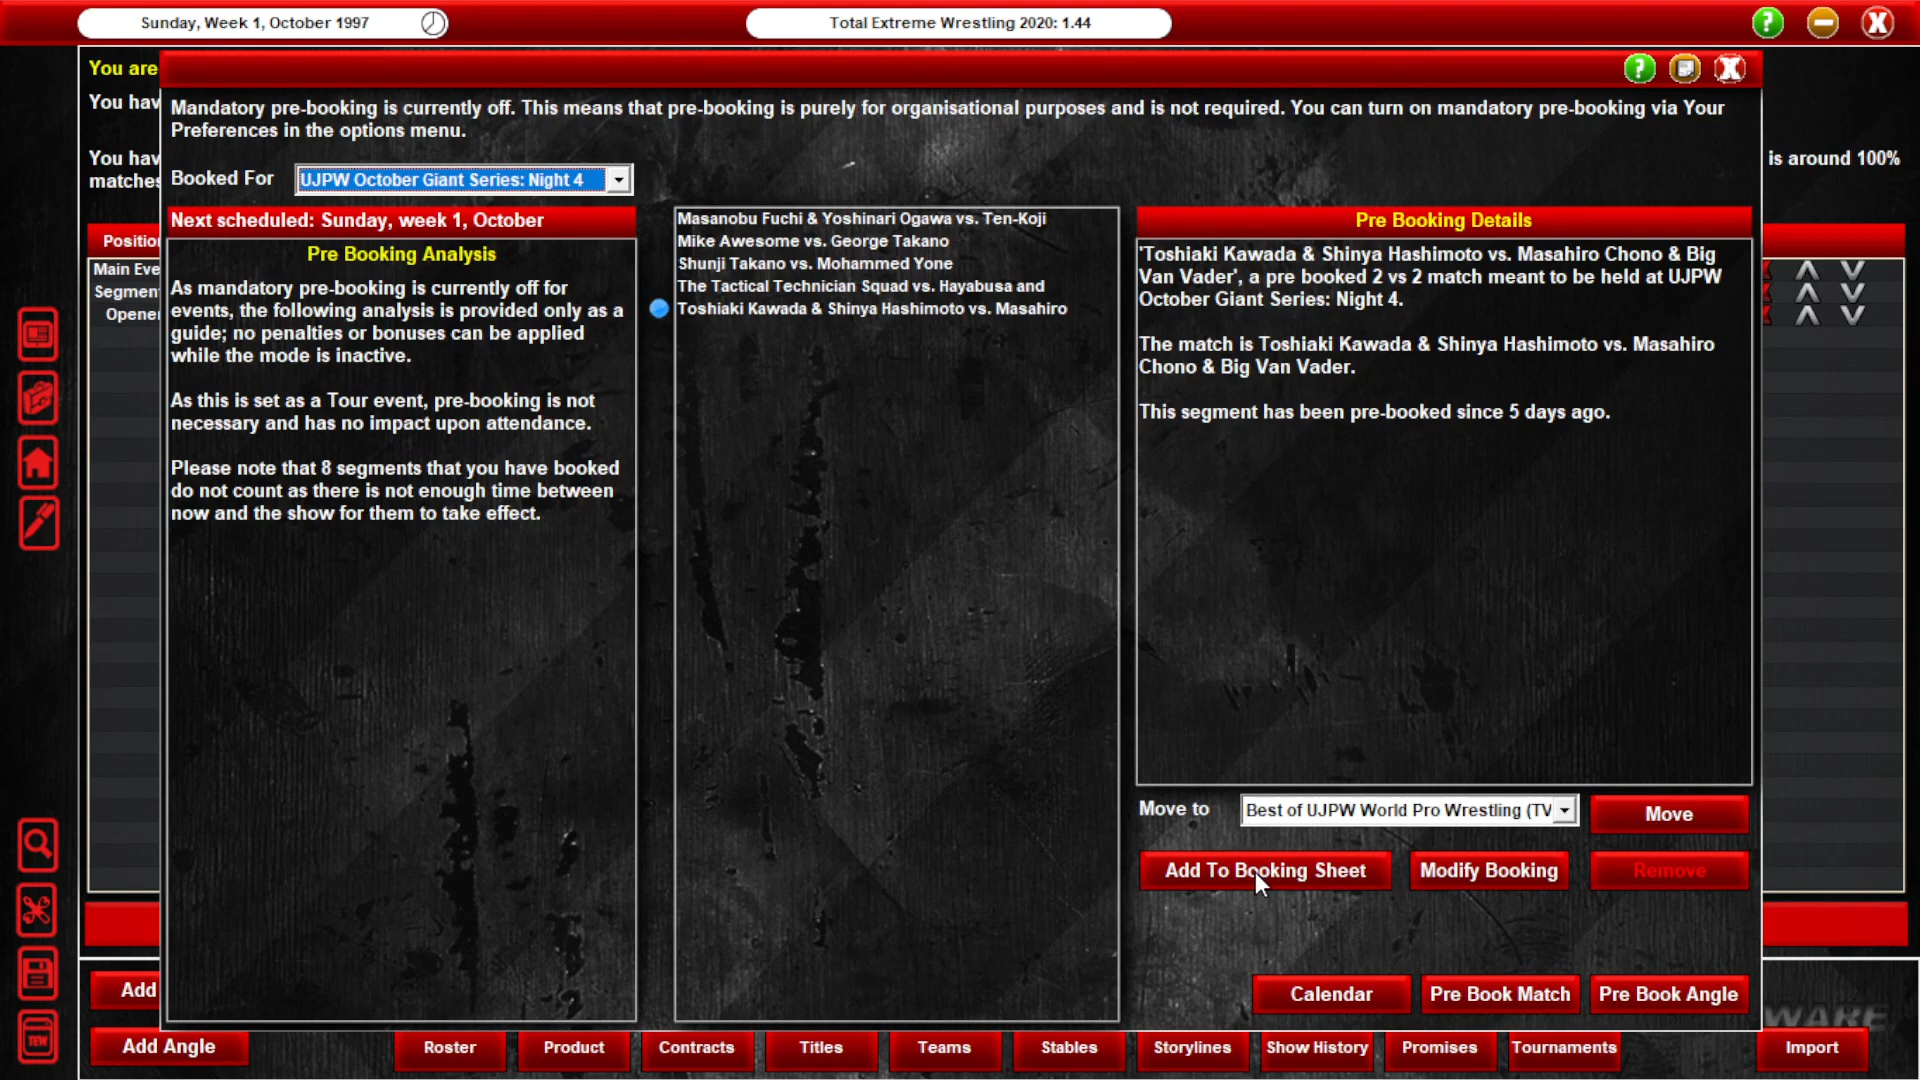 Sunday, Week 1, October 1997
Total Extreme Wrestling 2020: 1.44
You are
You hav
You hav
matches
is around 100%
Mandatory pre-booking is currently off. This means that pre-booking is purely for organisational purposes and is not required. You can turn on mandatory pre-booking via Your
Preferences in the options menu.
Booked For
UJPW October Giant Series: Night 4
Next scheduled: Sunday, week 1, October
Pre Booking Analysis
As mandatory pre-booking is currently off for
events, the following analysis is provided only as a
guide; no penalties or bonuses can be applied
while the mode is inactive.
As this is set as a Tour event, pre-booking is not
necessary and has no impact upon attendance.
Please note that 8 segments that you have booked
do not count as there is not enough time between
now and the show for them to take effect.
Positio
Main Eve
Segmen
Opene
Masanobu Fuchi & Yoshinari Ogawa vs. Ten-Koji
Mike Awesome vs. George Takano
Shunji Takano vs. Mohammed Yone
The Tactical Technician Squad vs. Hayabusa and
Toshiaki Kawada & Shinya Hashimoto vs. Masahiro
Pre Booking Details
'Toshiaki Kawada & Shinya Hashimoto vs. Masahiro Chono & Big
Van Vader', a pre booked 2 vs 2 match meant to be held at UJPW
October Giant Series: Night 4.
The match is Toshiaki Kawada & Shinya Hashimoto vs. Masahiro
Chono & Big Van Vader.
This segment has been pre-booked since 5 days ago.
Move to
Best of UJPW World Pro Wrestling (TV
Move
Add To Booking Sheet
Modify Booking
Remove
Calendar
Pre Book Match
Pre Book Angle
Add
Add Angle
Roster
Product
Contracts
Titles
Teams
Stables
Storylines
Show History
Promises
Tournaments
Import
WARE
TEW